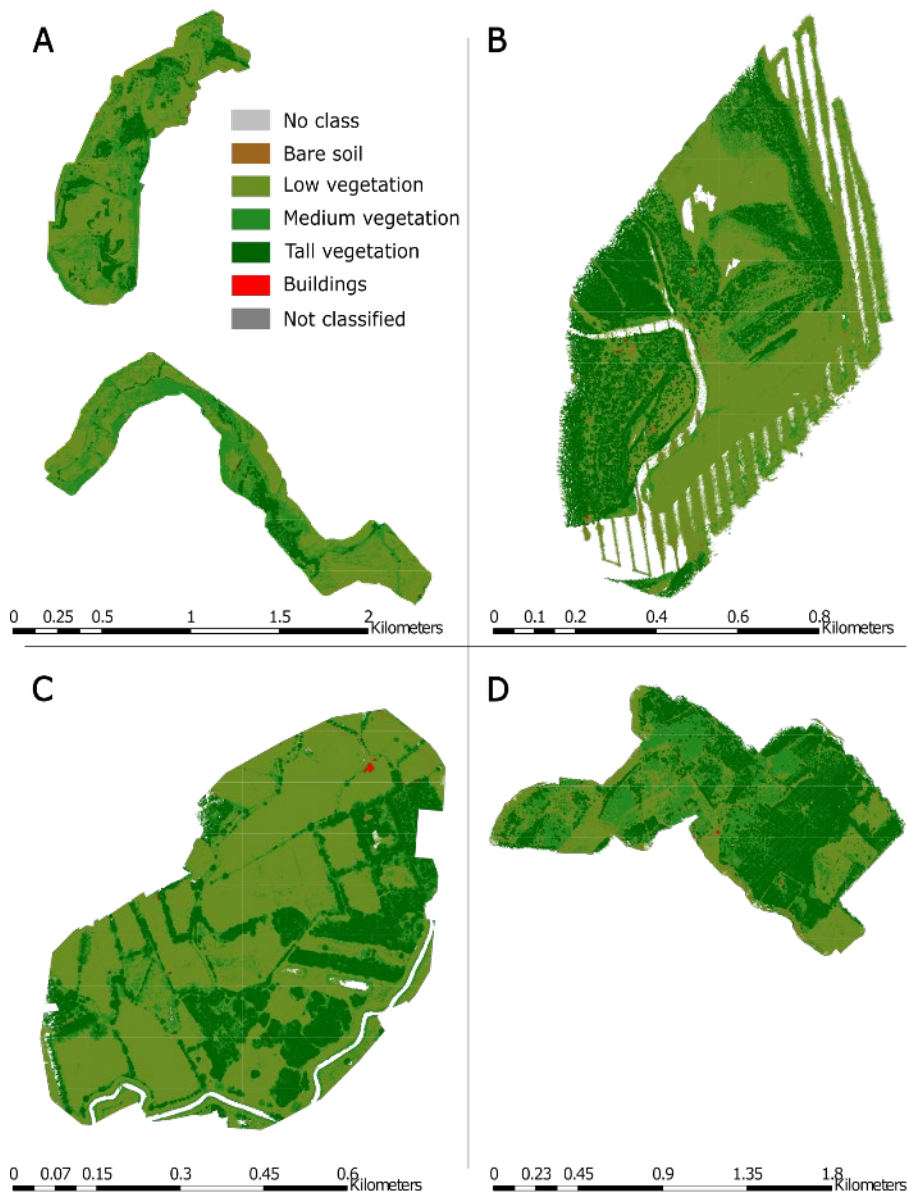 A
B
No class
Bare soil
Low vegetation
Medium vegetation
Tall vegetation
Buildings
Not classified
0 0.25 0.5 1 1.5 2 Kilometers
0 0.1 0.2 0.4 0.6 0.8 Kilometers
C
D
0 0.07 0.15 0.3 0.45 0.6 Kilometers
0 0.23 0.45 0.9 1.35 1.8 Kilometers